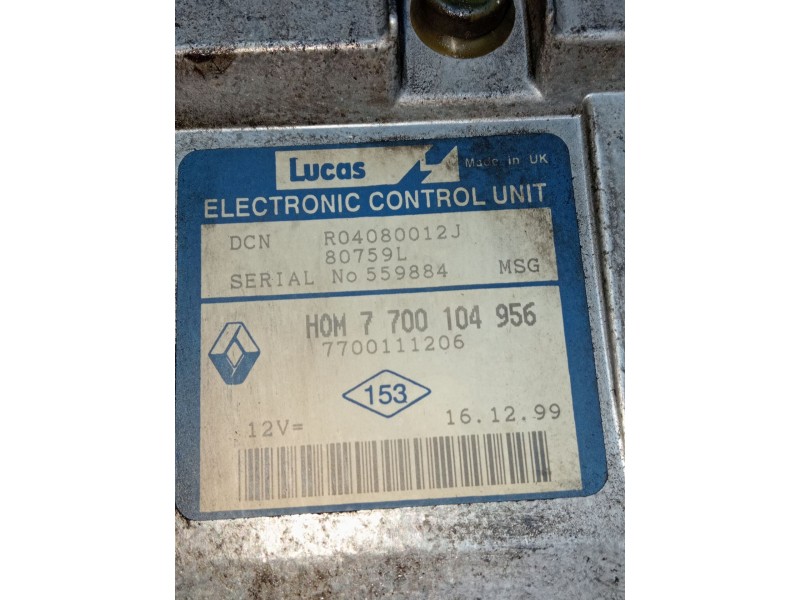 Lucas Made in UK
ELECTRONIC CONTROL UNIT
DCN R04080012J
80759L
SERIAL No 559884 MSG
HOM 7 700 104 956
7700111206
153
12V= 16.12.99